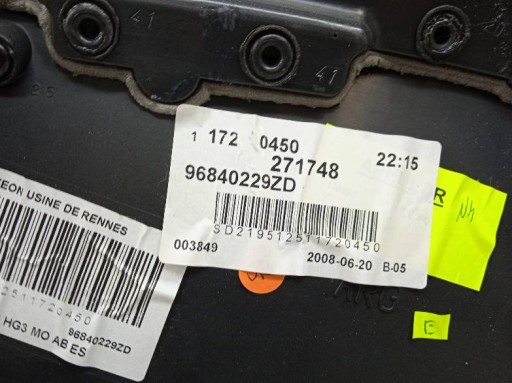 41
41
25
1 172 0450
22:15
271748
96840229ZD
SD219512511720450
003849
2008-06-20 B-05
USINE DE RENNES
2511720450
96840229ZD
HG3 MO AB ES
R